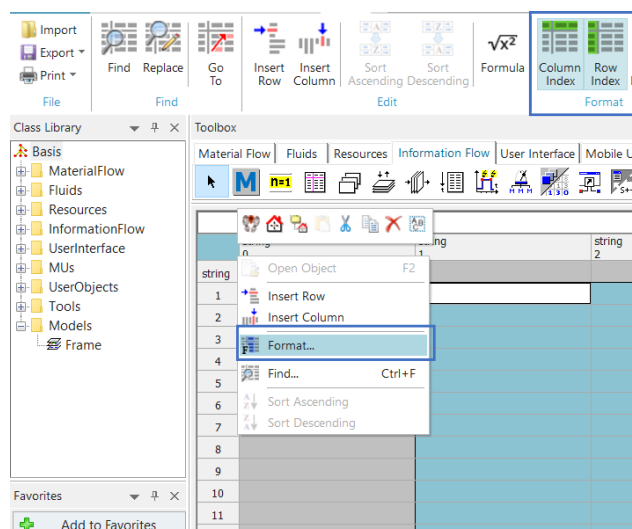 Import
Export
Print
File
Find Replace
Find
Go To
Insert Row
Insert Column
Sort Ascending
Sort Descending
√x² Formula
Edit
Column Index
Row Index
Format
Class Library
Basis
MaterialFlow
Fluids
Resources
InformationFlow
UserInterface
MUs
UserObjects
Tools
Models
Frame
Favorites
Add to Favorites
Toolbox
Material Flow Fluids Resources Information Flow User Interface Mobile U
M n=1
string 0 string 1 string 2
string
1
2
3
4
5
6
7
8
9
10
11
Open Object F2
Insert Row
Insert Column
Format...
Find... Ctrl+F
Sort Ascending
Sort Descending